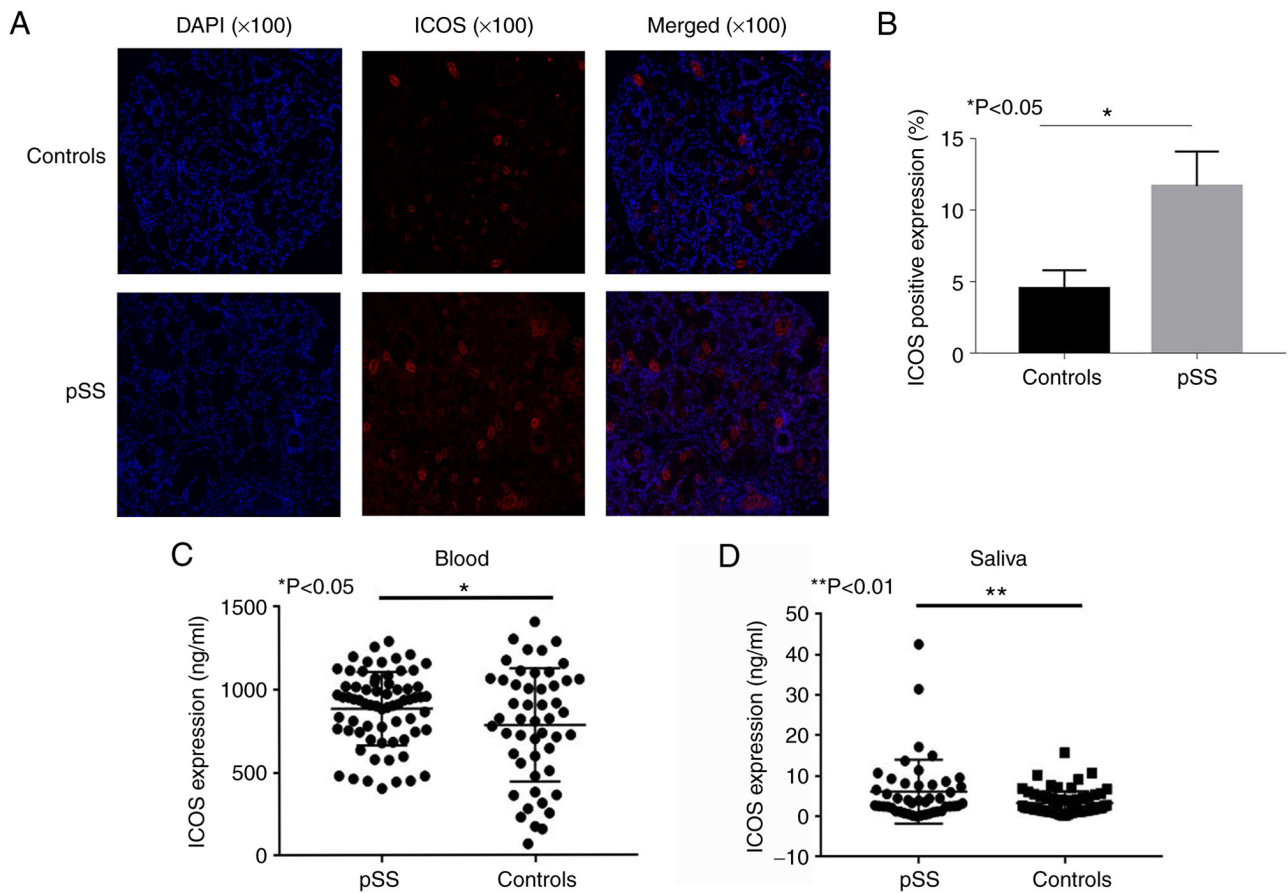 A
DAPI (×100)
ICOS (×100)
Merged (×100)
Controls
pSS
B
*P<0.05
*
ICOS positive expression (%)
15
10
5
0
Controls
pSS
C
Blood
*P<0.05
*
ICOS expression (ng/ml)
1500
1000
500
0
pSS
Controls
D
Saliva
**P<0.01
**
ICOS expression (ng/ml)
50
40
30
20
10
0
−10
pSS
Controls